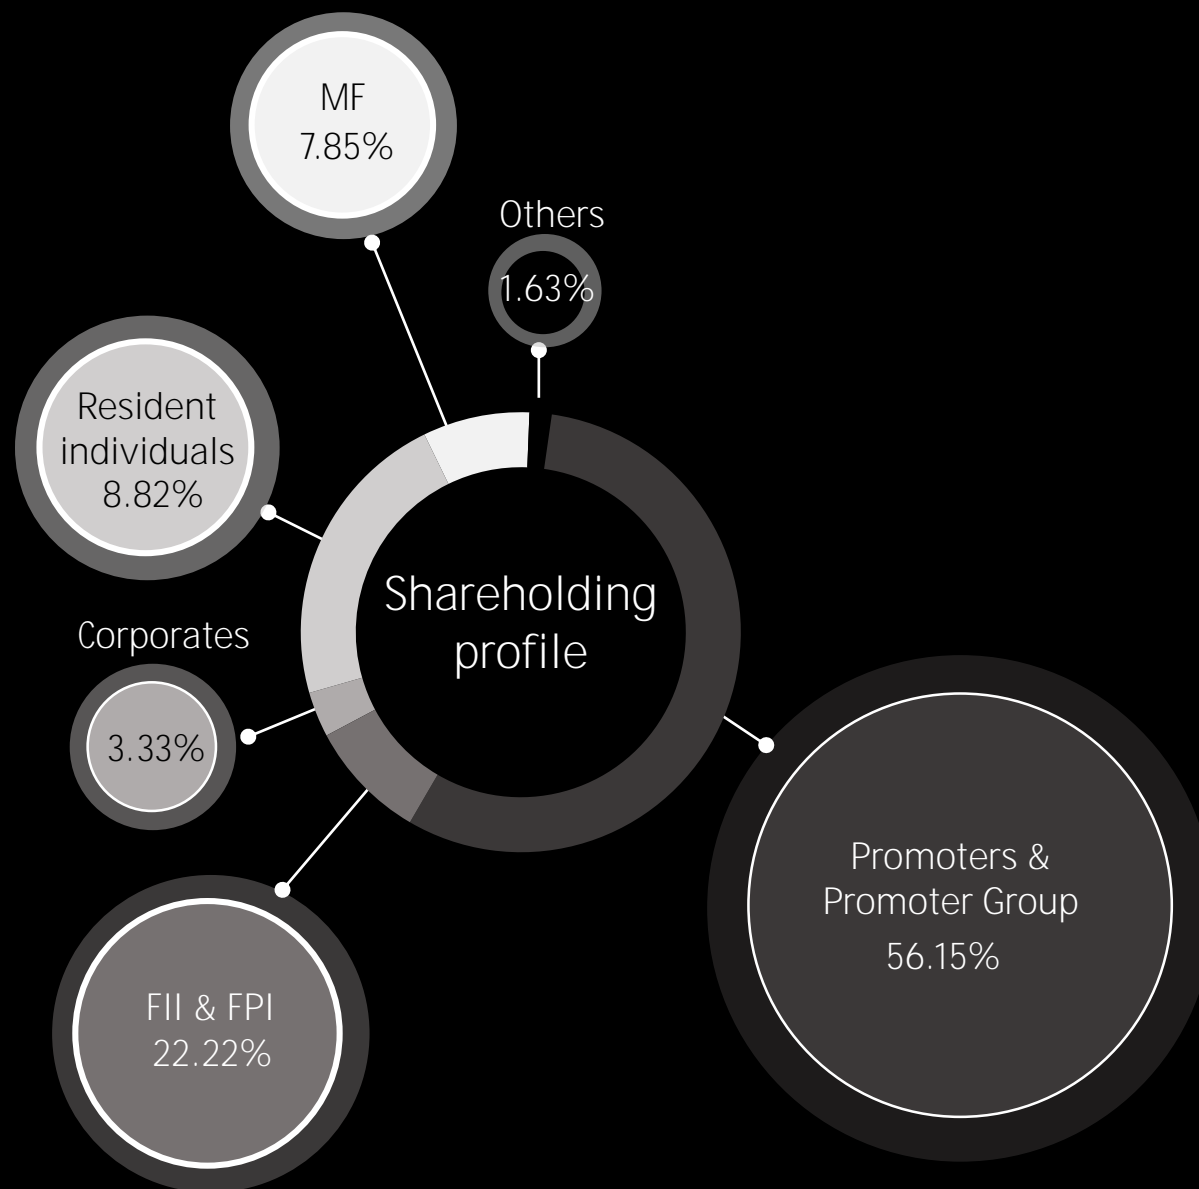 MF
7.85%
Others
1.63%
Resident
individuals
8.82%
Shareholding
profile
Corporates
3.33%
Promoters &
Promoter Group
56.15%
FII & FPI
22.22%